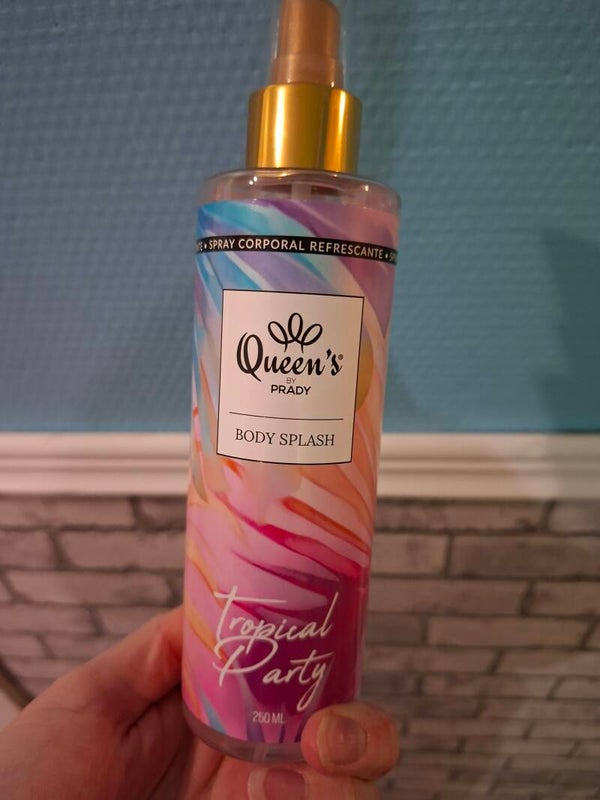 • SPRAY CORPORAL REFRESCANTE •
Queen's®
BY
PRADY
BODY SPLASH
Tropical
Party
250 ML